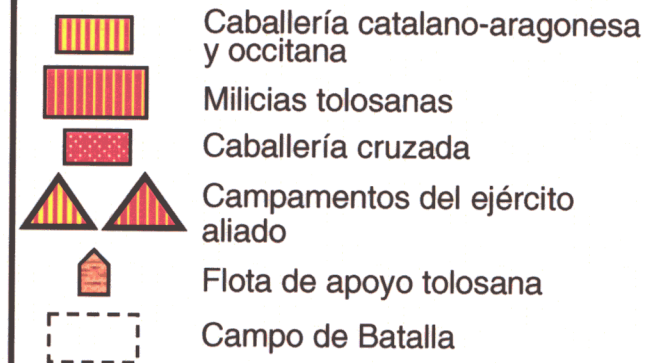 Caballería catalano-aragonesa
y occitana
Milicias tolosanas
Caballería cruzada
Campamentos del ejército
aliado
Flota de apoyo tolosana
Campo de Batalla